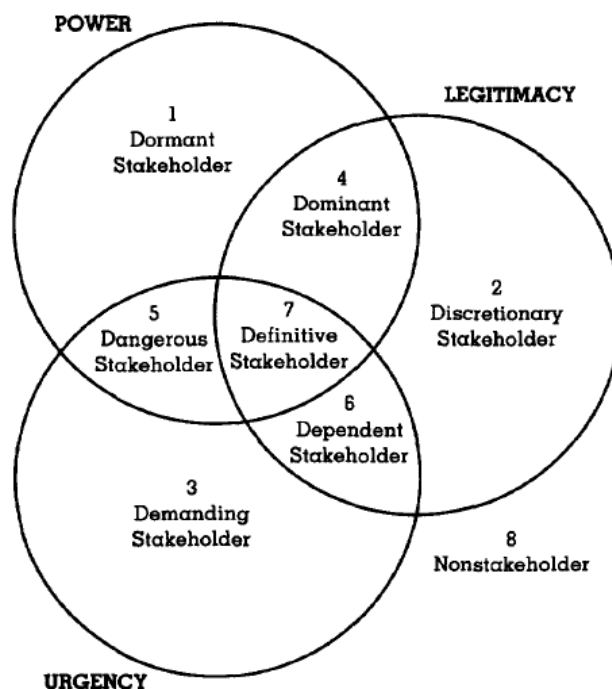 POWER
LEGITIMACY
1
Dormant
Stakeholder
4
Dominant
Stakeholder
2
Discretionary
Stakeholder
5
Dangerous
Stakeholder
7
Definitive
Stakeholder
6
Dependent
Stakeholder
3
Demanding
Stakeholder
8
Nonstakeholder
URGENCY